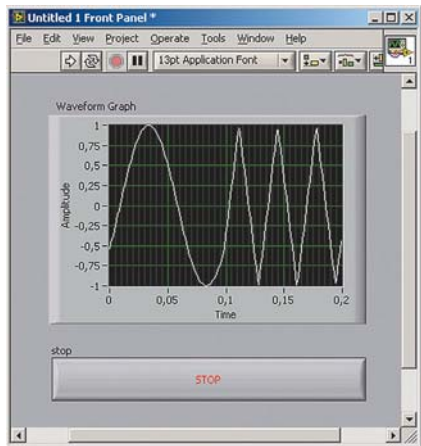 Untitled 1 Front Panel *
File Edit View Project Operate Tools Window Help
13pt Application Font
1
Waveform Graph
Amplitude
1
0,75
0,5
0,25
0
-0,25
-0,5
-0,75
-1
0 0,05 0,1 0,15 0,2
Time
stop
STOP